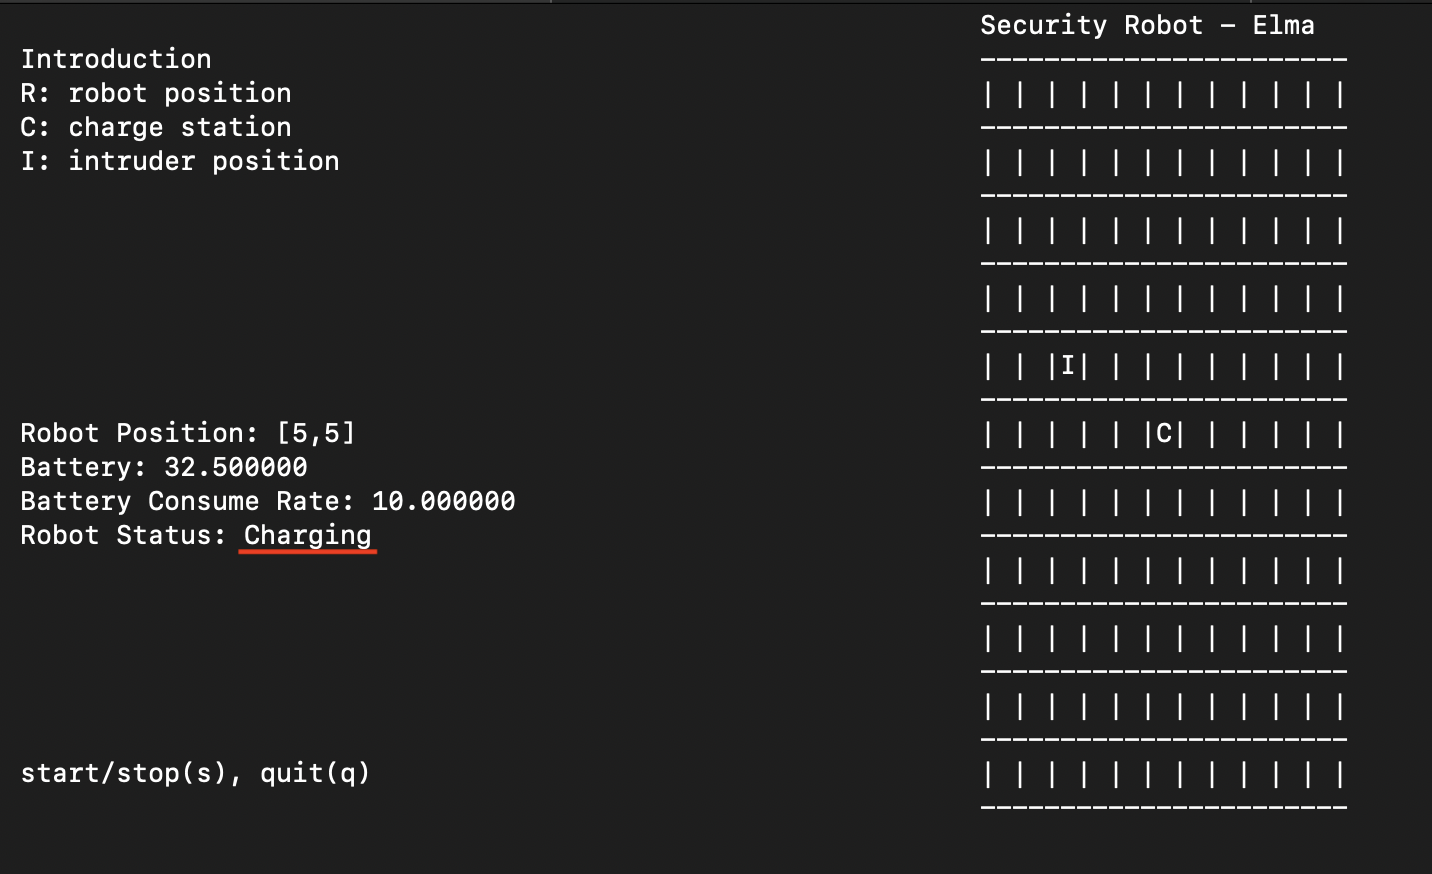 Security Robot – Elma
Introduction
R: robot position
C: charge station
I: intruder position
-----------------------
| | | | | | | | | | | |
-----------------------
| | | | | | | | | | | |
-----------------------
| | | | | | | | | | | |
-----------------------
| | | | | | | | | | | |
-----------------------
| | |I| | | | | | | | |
-----------------------
| | | | | |C| | | | | |
-----------------------
| | | | | | | | | | | |
-----------------------
| | | | | | | | | | | |
-----------------------
| | | | | | | | | | | |
-----------------------
| | | | | | | | | | | |
-----------------------
| | | | | | | | | | | |
-----------------------
Robot Position: [5,5]
Battery: 32.500000
Battery Consume Rate: 10.000000
Robot Status: Charging
start/stop(s), quit(q)